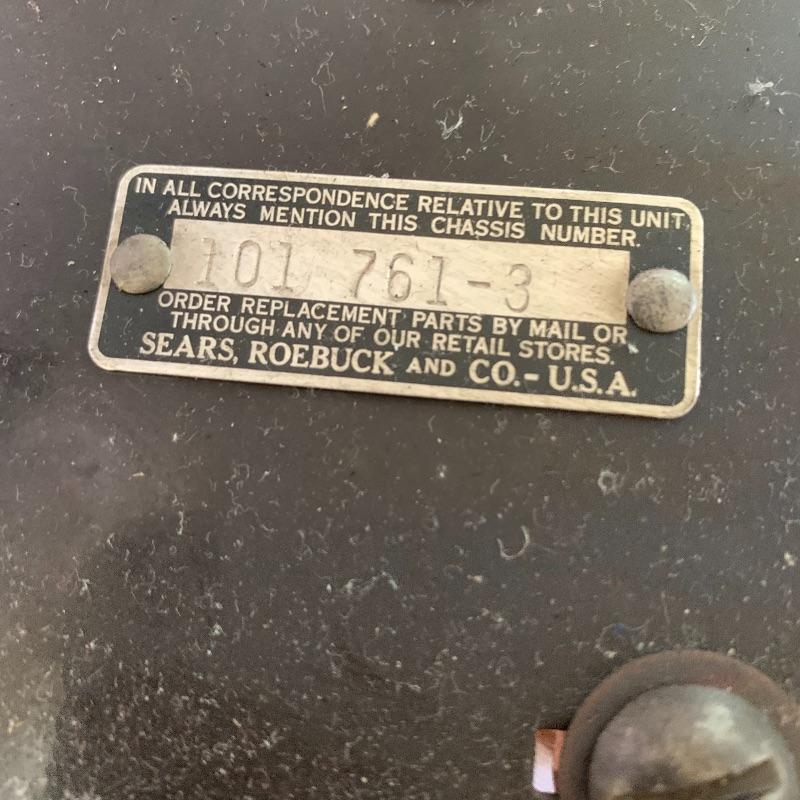 IN ALL CORRESPONDENCE RELATIVE TO THIS UNIT
ALWAYS MENTION THIS CHASSIS NUMBER.
101 761-3
ORDER REPLACEMENT PARTS BY MAIL OR
THROUGH ANY OF OUR RETAIL STORES.
SEARS, ROEBUCK AND CO.- U.S.A.